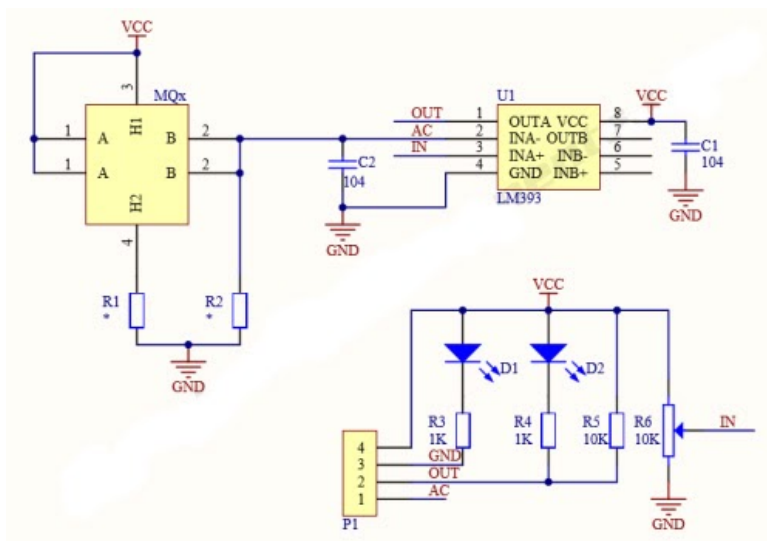 VCC
3
MQx
1 A H1 B 2
1 A H2 B 2
4
R1
*
R2
*
GND
C2
104
GND
U1
OUT 1 OUTA VCC 8 VCC
AC 2 INA- OUTB 7
IN 3 INA+ INB- 6
4 GND INB+ 5
LM393
C1
104
GND
VCC
D1
D2
R3
1K
R4
1K
R5
10K
R6
10K
IN
4
3 GND
2 OUT
1 AC
P1
GND